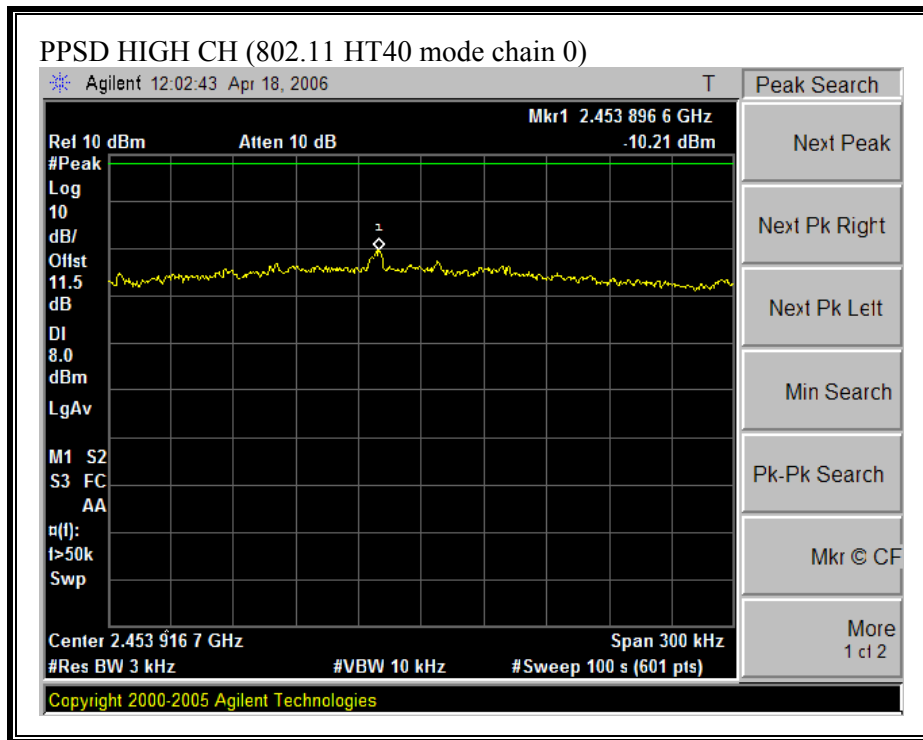 PPSD HIGH CH (802.11 HT40 mode chain 0)
Agilent 12:02:43 Apr 18, 2006 T
Peak Search
Mkr1 2.453 896 6 GHz
Ref 10 dBm Atten 10 dB -10.21 dBm
#Peak
Log
10
dB/
Offst
11.5
dB
DI
8.0
dBm
LgAv
M1 S2
S3 FC
AA
¤(f):
f>50k
Swp
1
Center 2.453 916 7 GHz Span 300 kHz
#Res BW 3 kHz #VBW 10 kHz #Sweep 100 s (601 pts)
Copyright 2000-2005 Agilent Technologies
Next Peak
Next Pk Right
Next Pk Left
Min Search
Pk-Pk Search
Mkr © CF
More
1 of 2